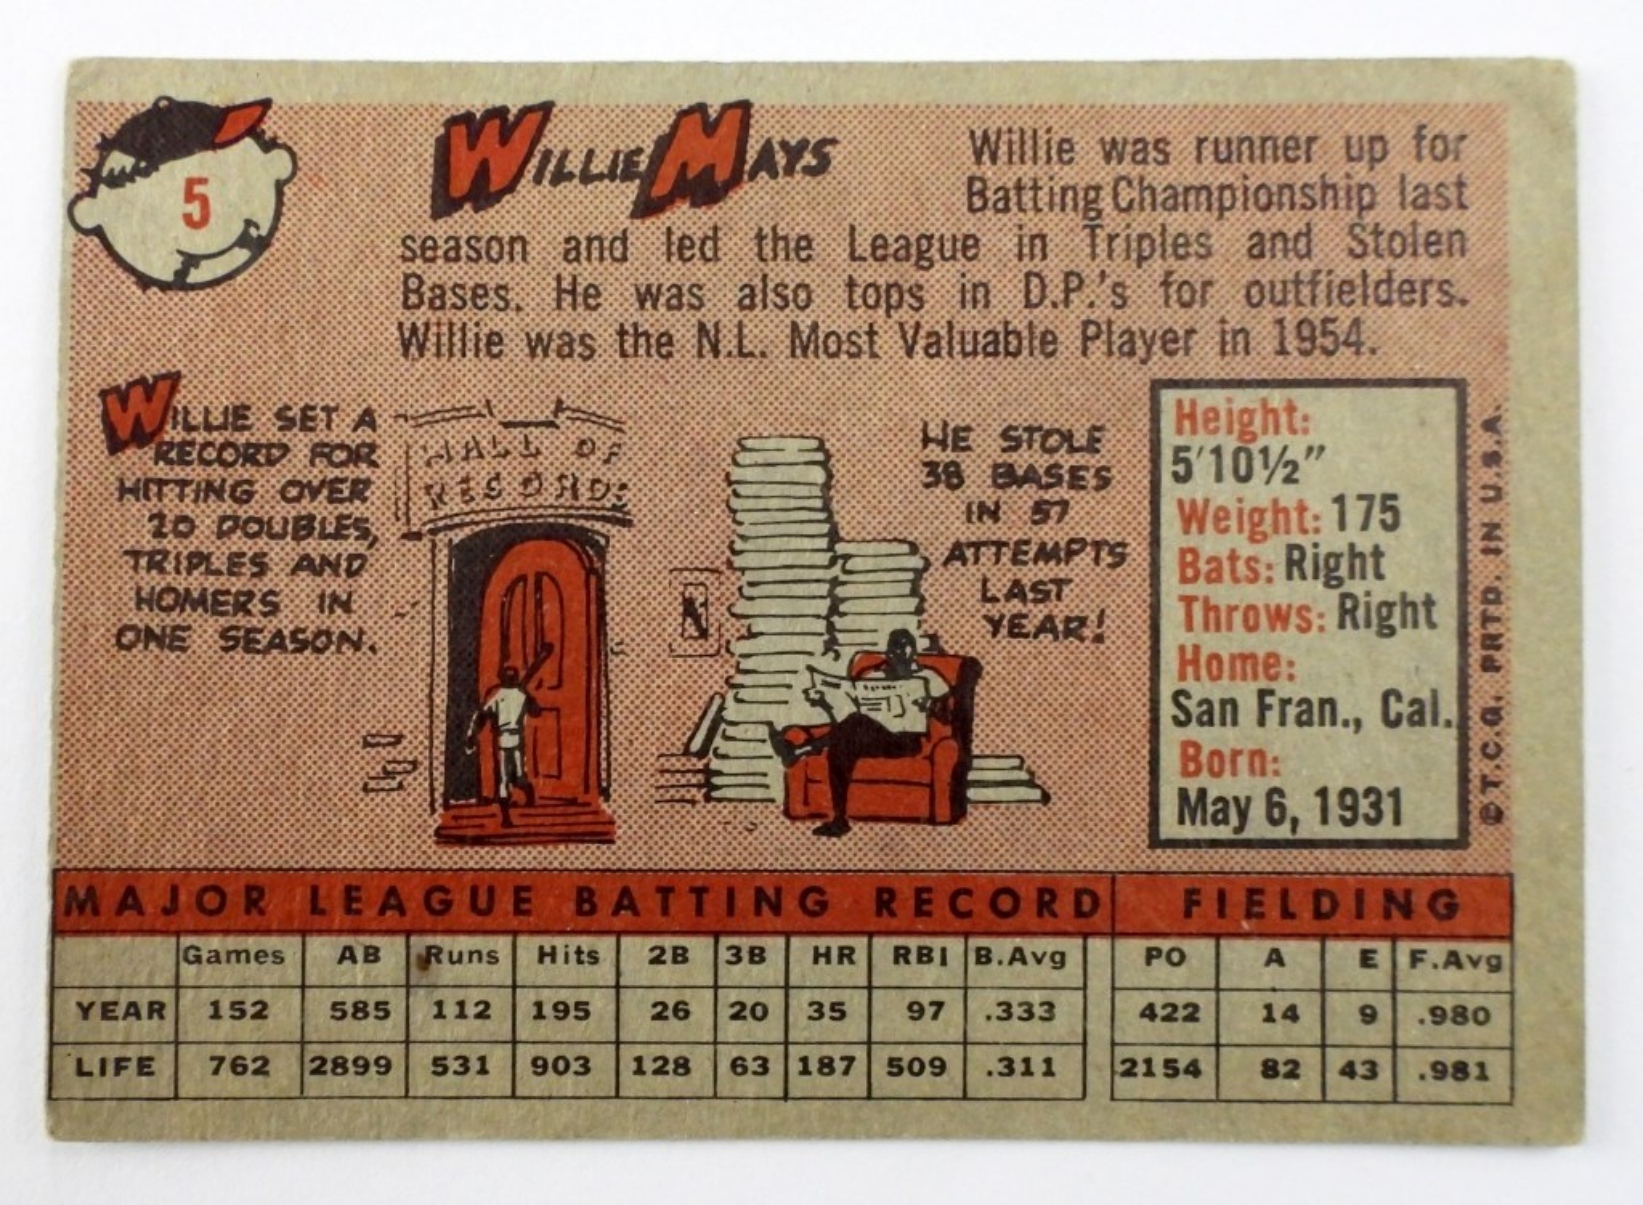 5
WILLIE MAYS
Willie was runner up for
Batting Championship last
season and led the League in Triples and Stolen
Bases. He was also tops in D.P.'s for outfielders.
Willie was the N.L. Most Valuable Player in 1954.
WILLIE SET A
RECORD FOR
HITTING OVER
20 DOUBLES,
TRIPLES AND
HOMERS IN
ONE SEASON.
HALL OF
RECORDS
HE STOLE
38 BASES
IN 57
ATTEMPTS
LAST
YEAR!
Height:
5'10½"
Weight: 175
Bats: Right
Throws: Right
Home:
San Fran., Cal.
Born:
May 6, 1931
© T.C.G. PRTD. IN U.S.A.
MAJOR LEAGUE BATTING RECORD FIELDING
Games AB Runs Hits 2B 3B HR RBI B.Avg PO A E F.Avg
YEAR 152 585 112 195 26 20 35 97 .333 422 14 9 .980
LIFE 762 2899 531 903 128 63 187 509 .311 2154 82 43 .981